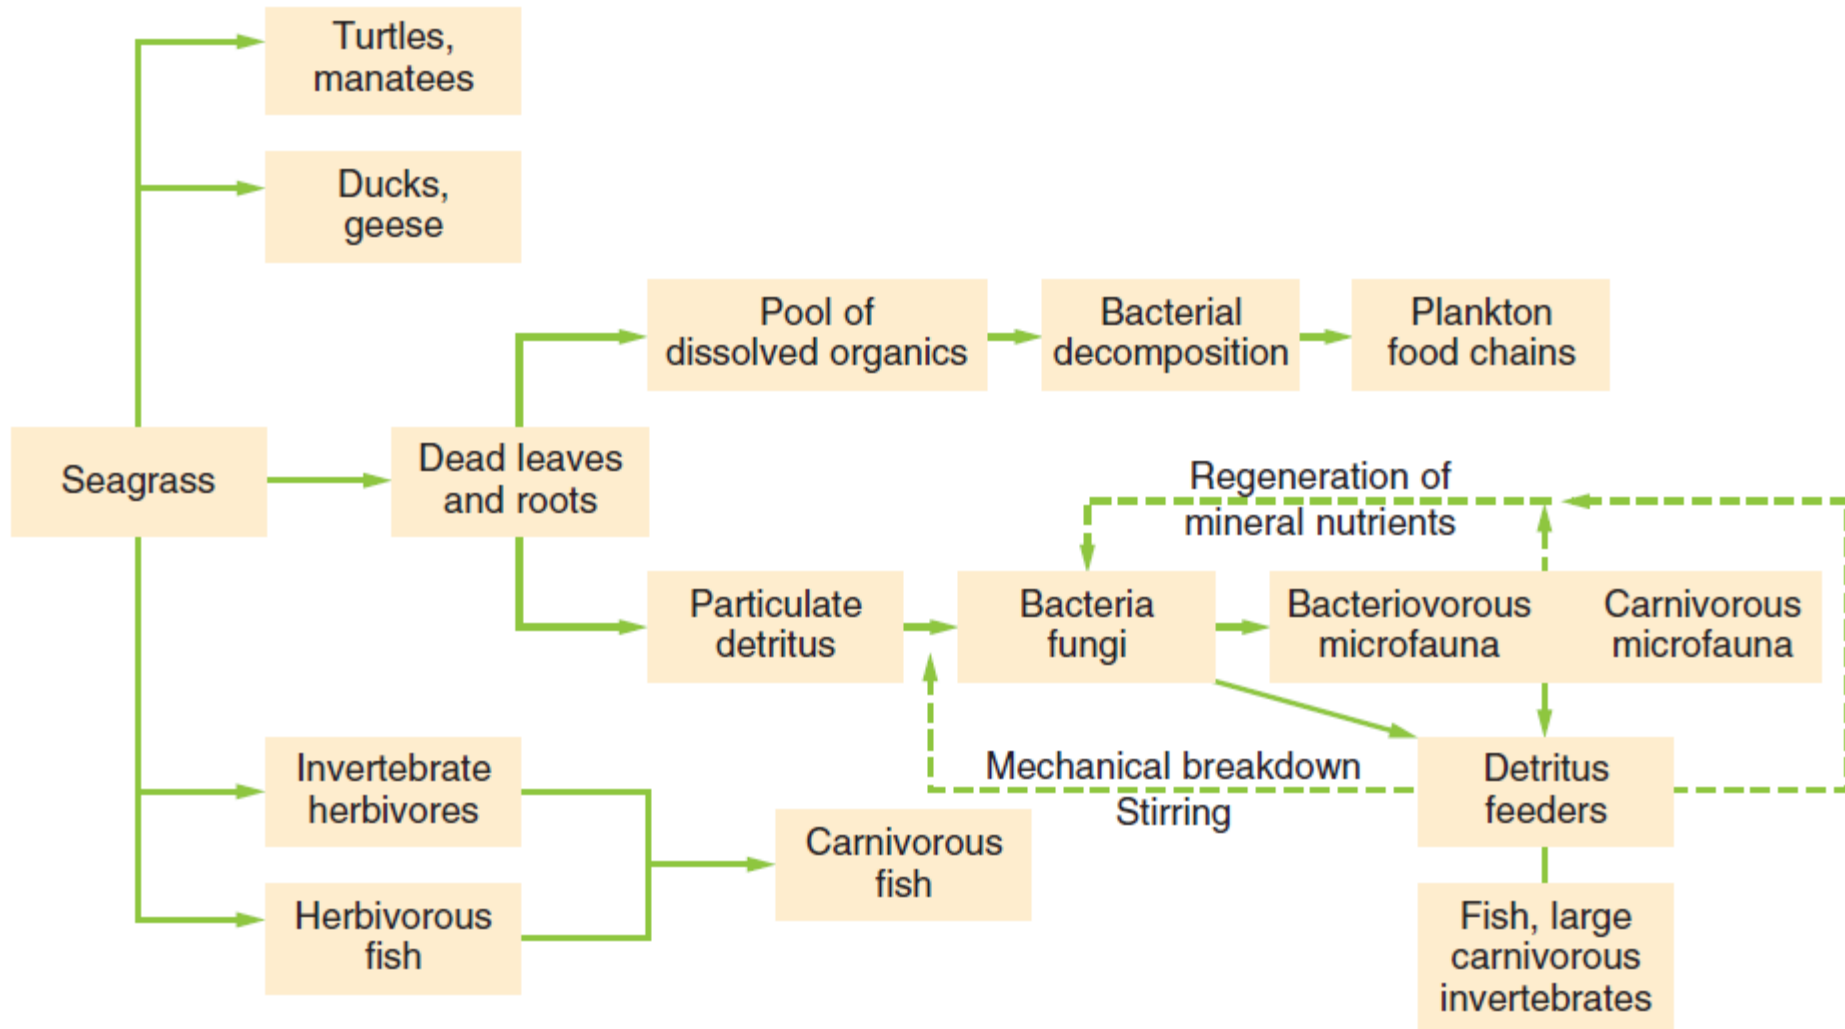 Turtles,
manatees
Ducks,
geese
Pool of
dissolved organics
Bacterial
decomposition
Plankton
food chains
Seagrass
Dead leaves
and roots
Regeneration of
mineral nutrients
Particulate
detritus
Bacteria
fungi
Bacteriovorous
microfauna
Carnivorous
microfauna
Invertebrate
herbivores
Mechanical breakdown
Stirring
Detritus
feeders
Carnivorous
fish
Herbivorous
fish
Fish, large
carnivorous
invertebrates